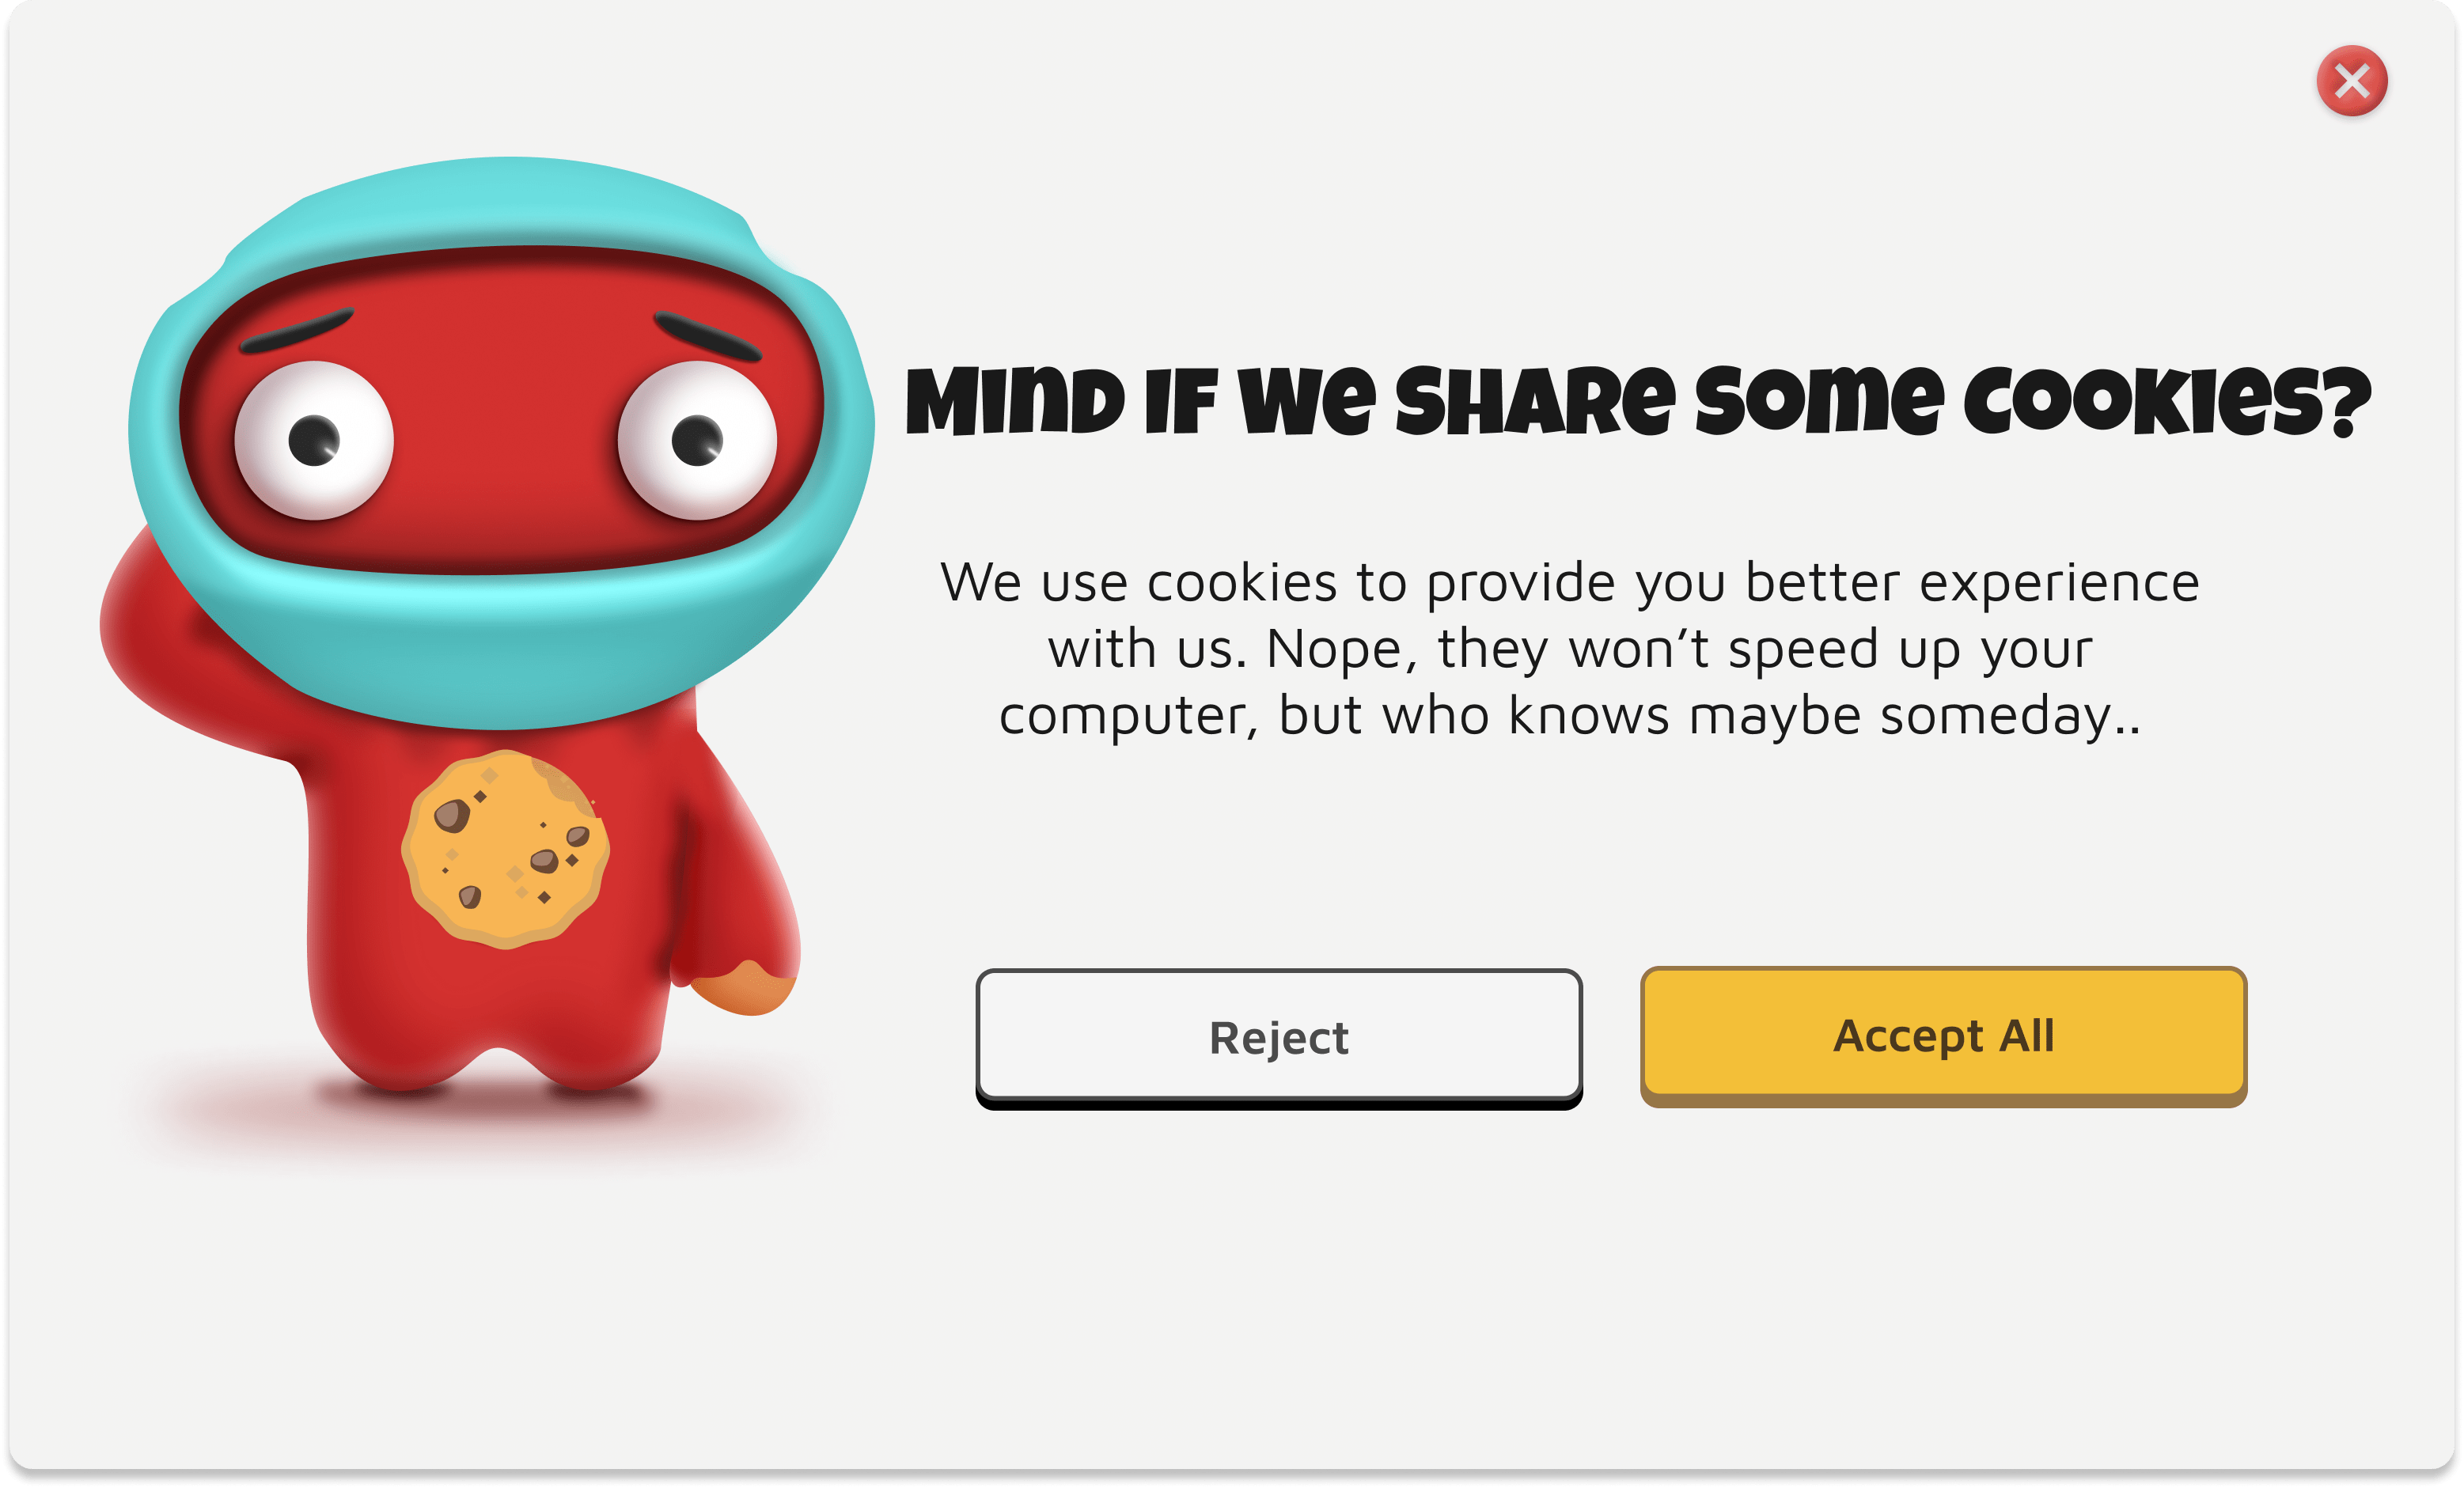 Mind if we share some cookies?
We use cookies to provide you better experience
with us. Nope, they won’t speed up your
computer, but who knows maybe someday..
Reject
Accept All